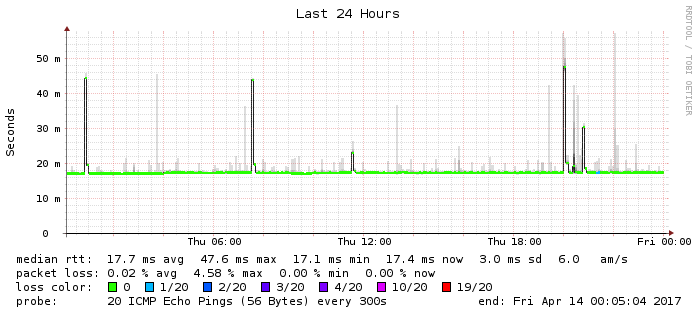 Last 24 Hours
RRDTOOL / TOBI OETIKER
Seconds
50 m
40 m
30 m
20 m
10 m
0
Thu 06:00 Thu 12:00 Thu 18:00 Fri 00:00
median rtt: 17.7 ms avg 47.6 ms max 17.1 ms min 17.4 ms now 3.0 ms sd 6.0 am/s
packet loss: 0.02 % avg 4.58 % max 0.00 % min 0.00 % now
loss color: 0 1/20 2/20 3/20 4/20 10/20 19/20
probe: 20 ICMP Echo Pings (56 Bytes) every 300s end: Fri Apr 14 00:05:04 2017